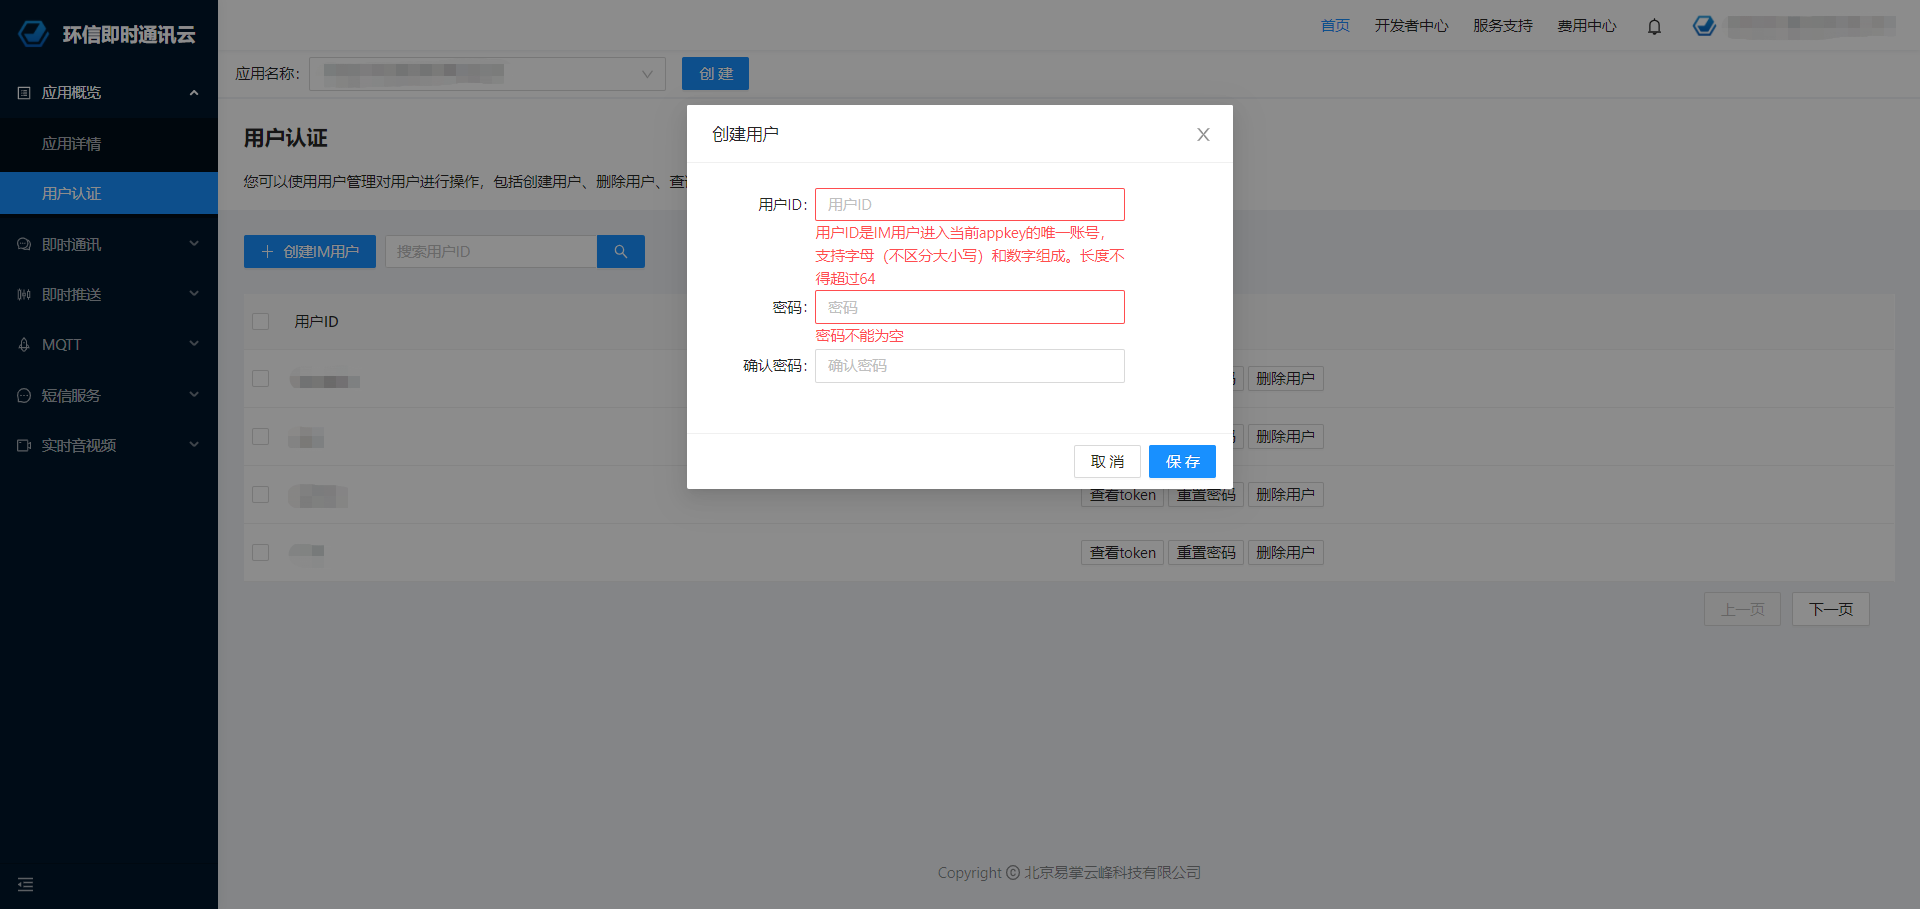 环信即时通讯云
首页
开发者中心
服务支持
费用中心
应用名称：
创 建
应用概览
应用详情
用户认证
即时通讯
即时推送
MQTT
短信服务
实时音视频
用户认证
您可以使用用户管理对用户进行操作，包括创建用户、删除用户、查
创建IM用户
搜索用户ID
用户ID
创建用户
用户ID：
用户ID
用户ID是IM用户进入当前appkey的唯一账号，
支持字母（不区分大小写）和数字组成。长度不
得超过64
密码：
密码
密码不能为空
确认密码：
确认密码
取 消
保 存
删除用户
删除用户
查看token
重置密码
删除用户
查看token
重置密码
删除用户
上一页
下一页
Copyright © 北京易掌云峰科技有限公司